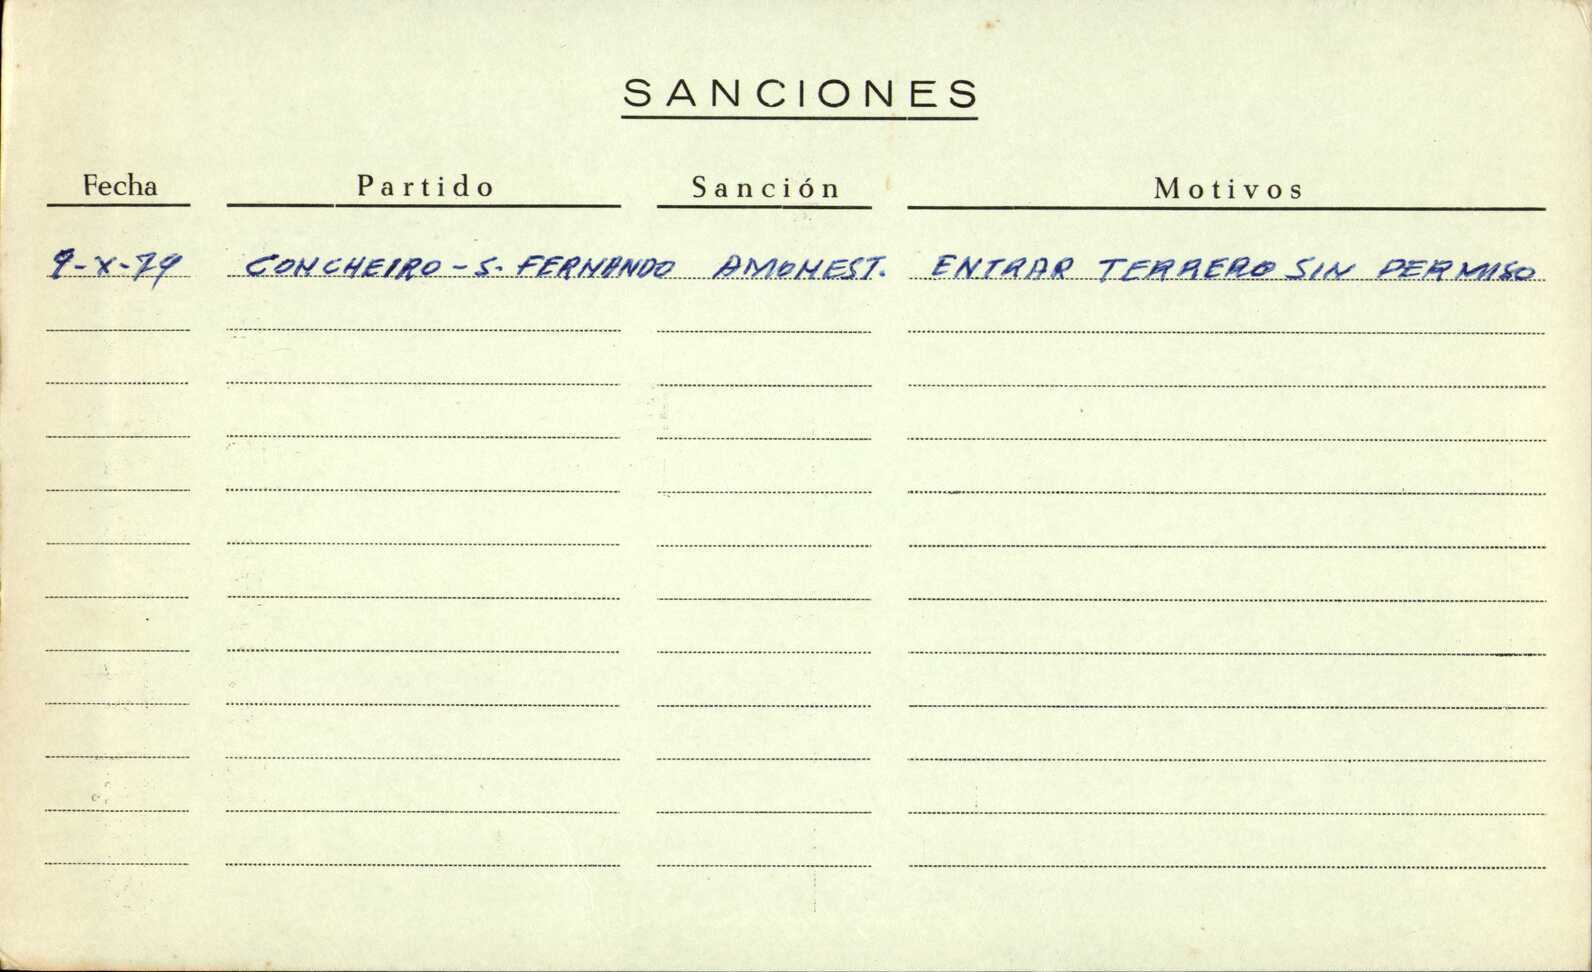 SANCIONES
Fecha Partido Sanción Motivos
9-X-79 CONCHEIRO-S. FERNANDO AMONEST. ENTRAR TERRERO SIN PERMISO